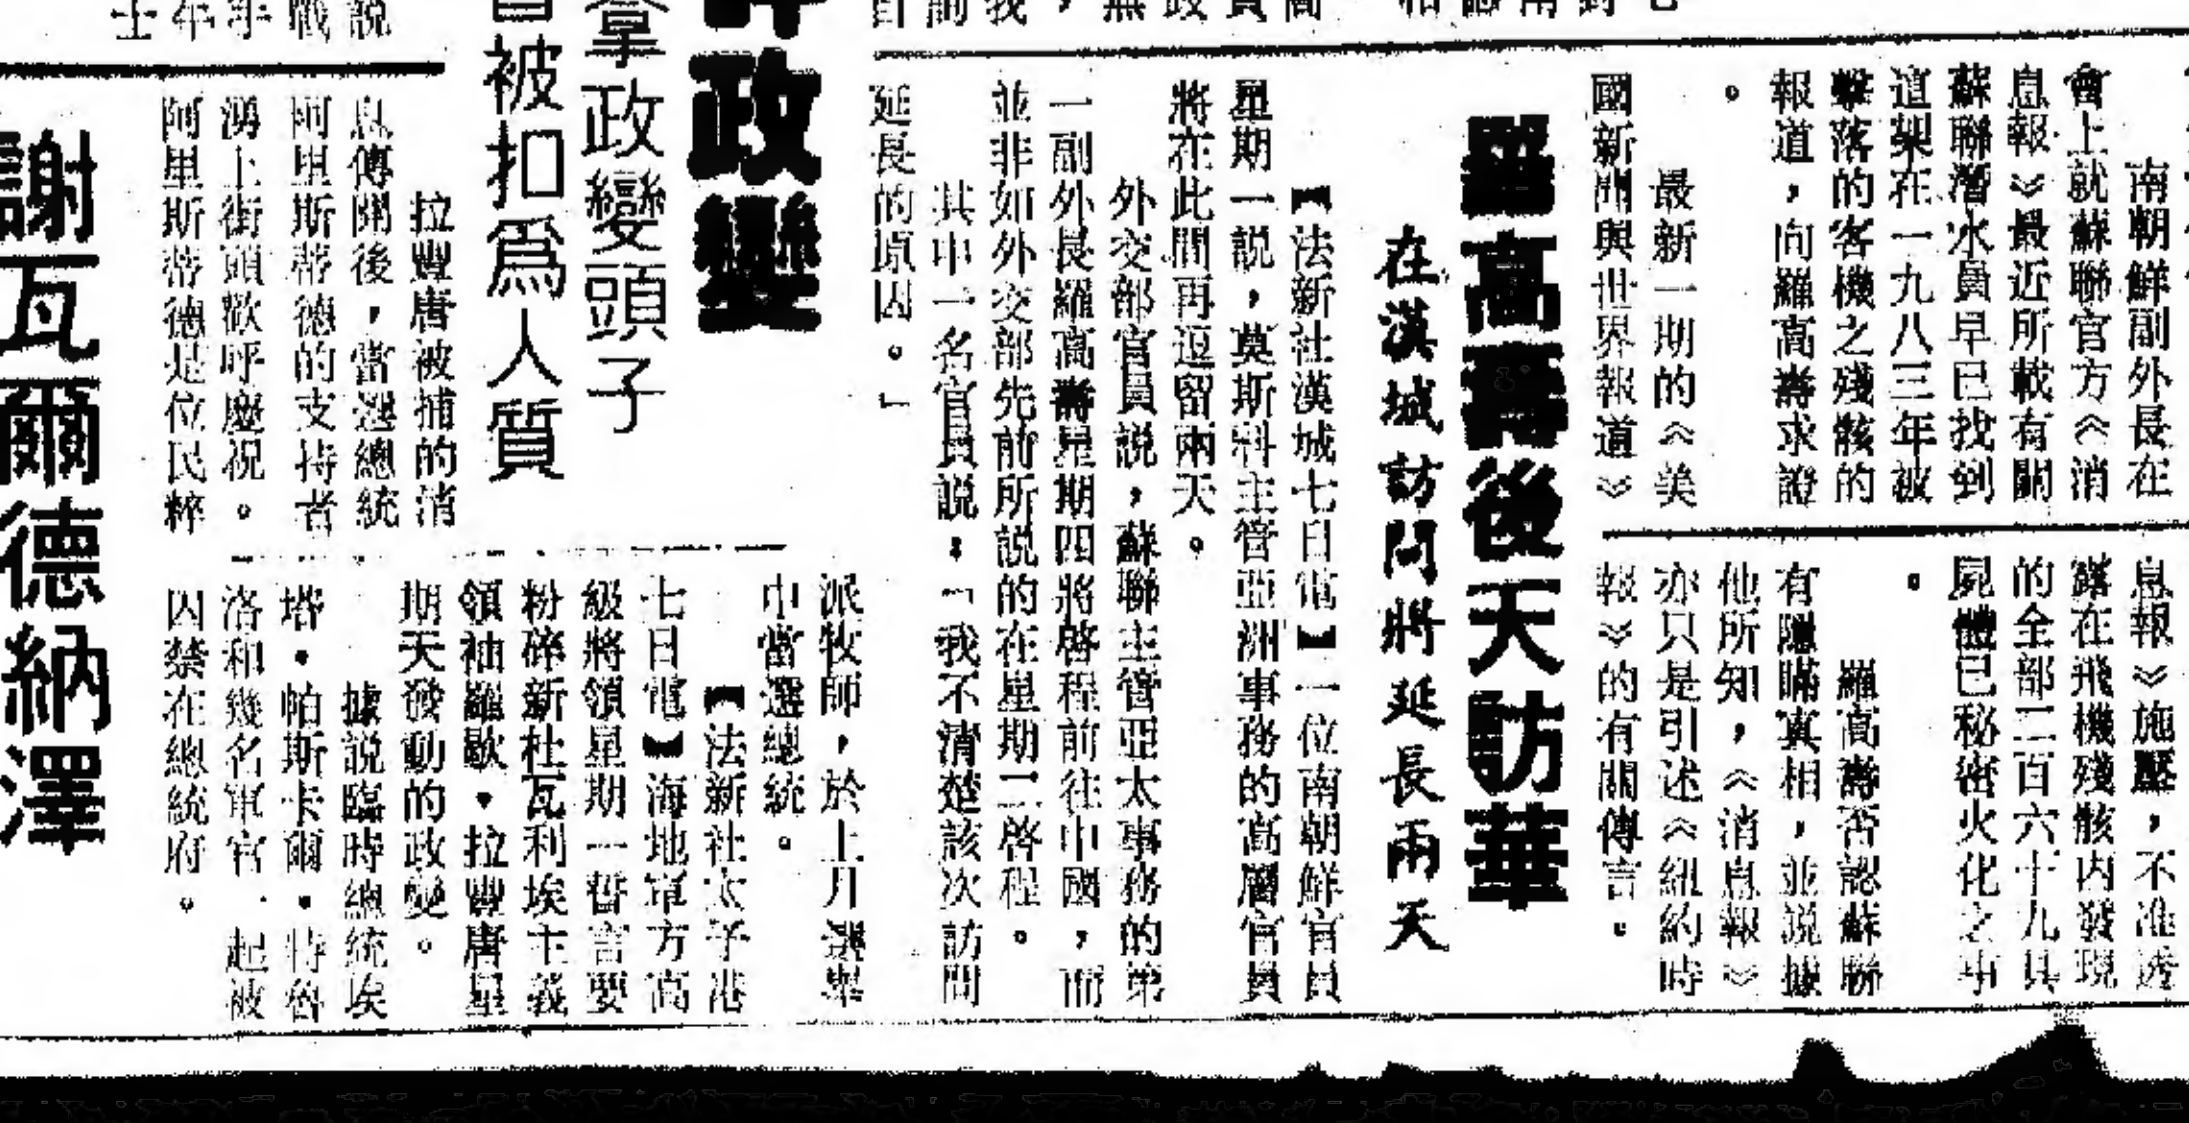 南朝鮮副外長在
會上就蘇聯官方《消
息報》最近所載有關
蘇聯潛水員早已找到
這架在一九八三年被
擊落的客機之殘骸的
報道,向羅高壽求證
。
最新一期的《美
國新聞與世界報道》
息報》施壓,不准透
露在飛機殘骸内發現
的全部二百六十九具
屍體已秘密火化之事
。
羅高壽否認蘇聯
有隱瞞真相,並説據
他所知,《消息報》
亦只是引述《紐約時
報》的有關傳言。
羅高壽後天訪華
在漢城訪問將延長兩天
【法新社漢城七日電】一位南朝鮮官員
星期一説,莫斯科主管亞洲事務的高層官員
將在此間再逗留兩天。
外交部官員説,蘇聯主管亞太事務的第
一副外長羅高壽星期四將啓程前往中國,而
並非如外交部先前所説的在星期二啓程。
其中一名官員説:「我不清楚該次訪問
延長的原因。」
政變
拿政變頭子
被扣爲人質
拉豐唐被捕的消
息傳開後,當選總統
阿里斯蒂德的支持者
湧上街頭歡呼慶祝。
阿里斯蒂德是位民粹
派牧師,於上月選舉
中當選總統。
【法新社太子港
七日電】海地軍方高
級將領星期一誓言要
粉碎新杜瓦利埃主義
領袖羅歇·拉豐唐星
期天發動的政變。
據説臨時總統埃
塔·帕斯卡爾·特魯
洛和幾名軍官一起被
囚禁在總統府。
謝瓦爾德納澤